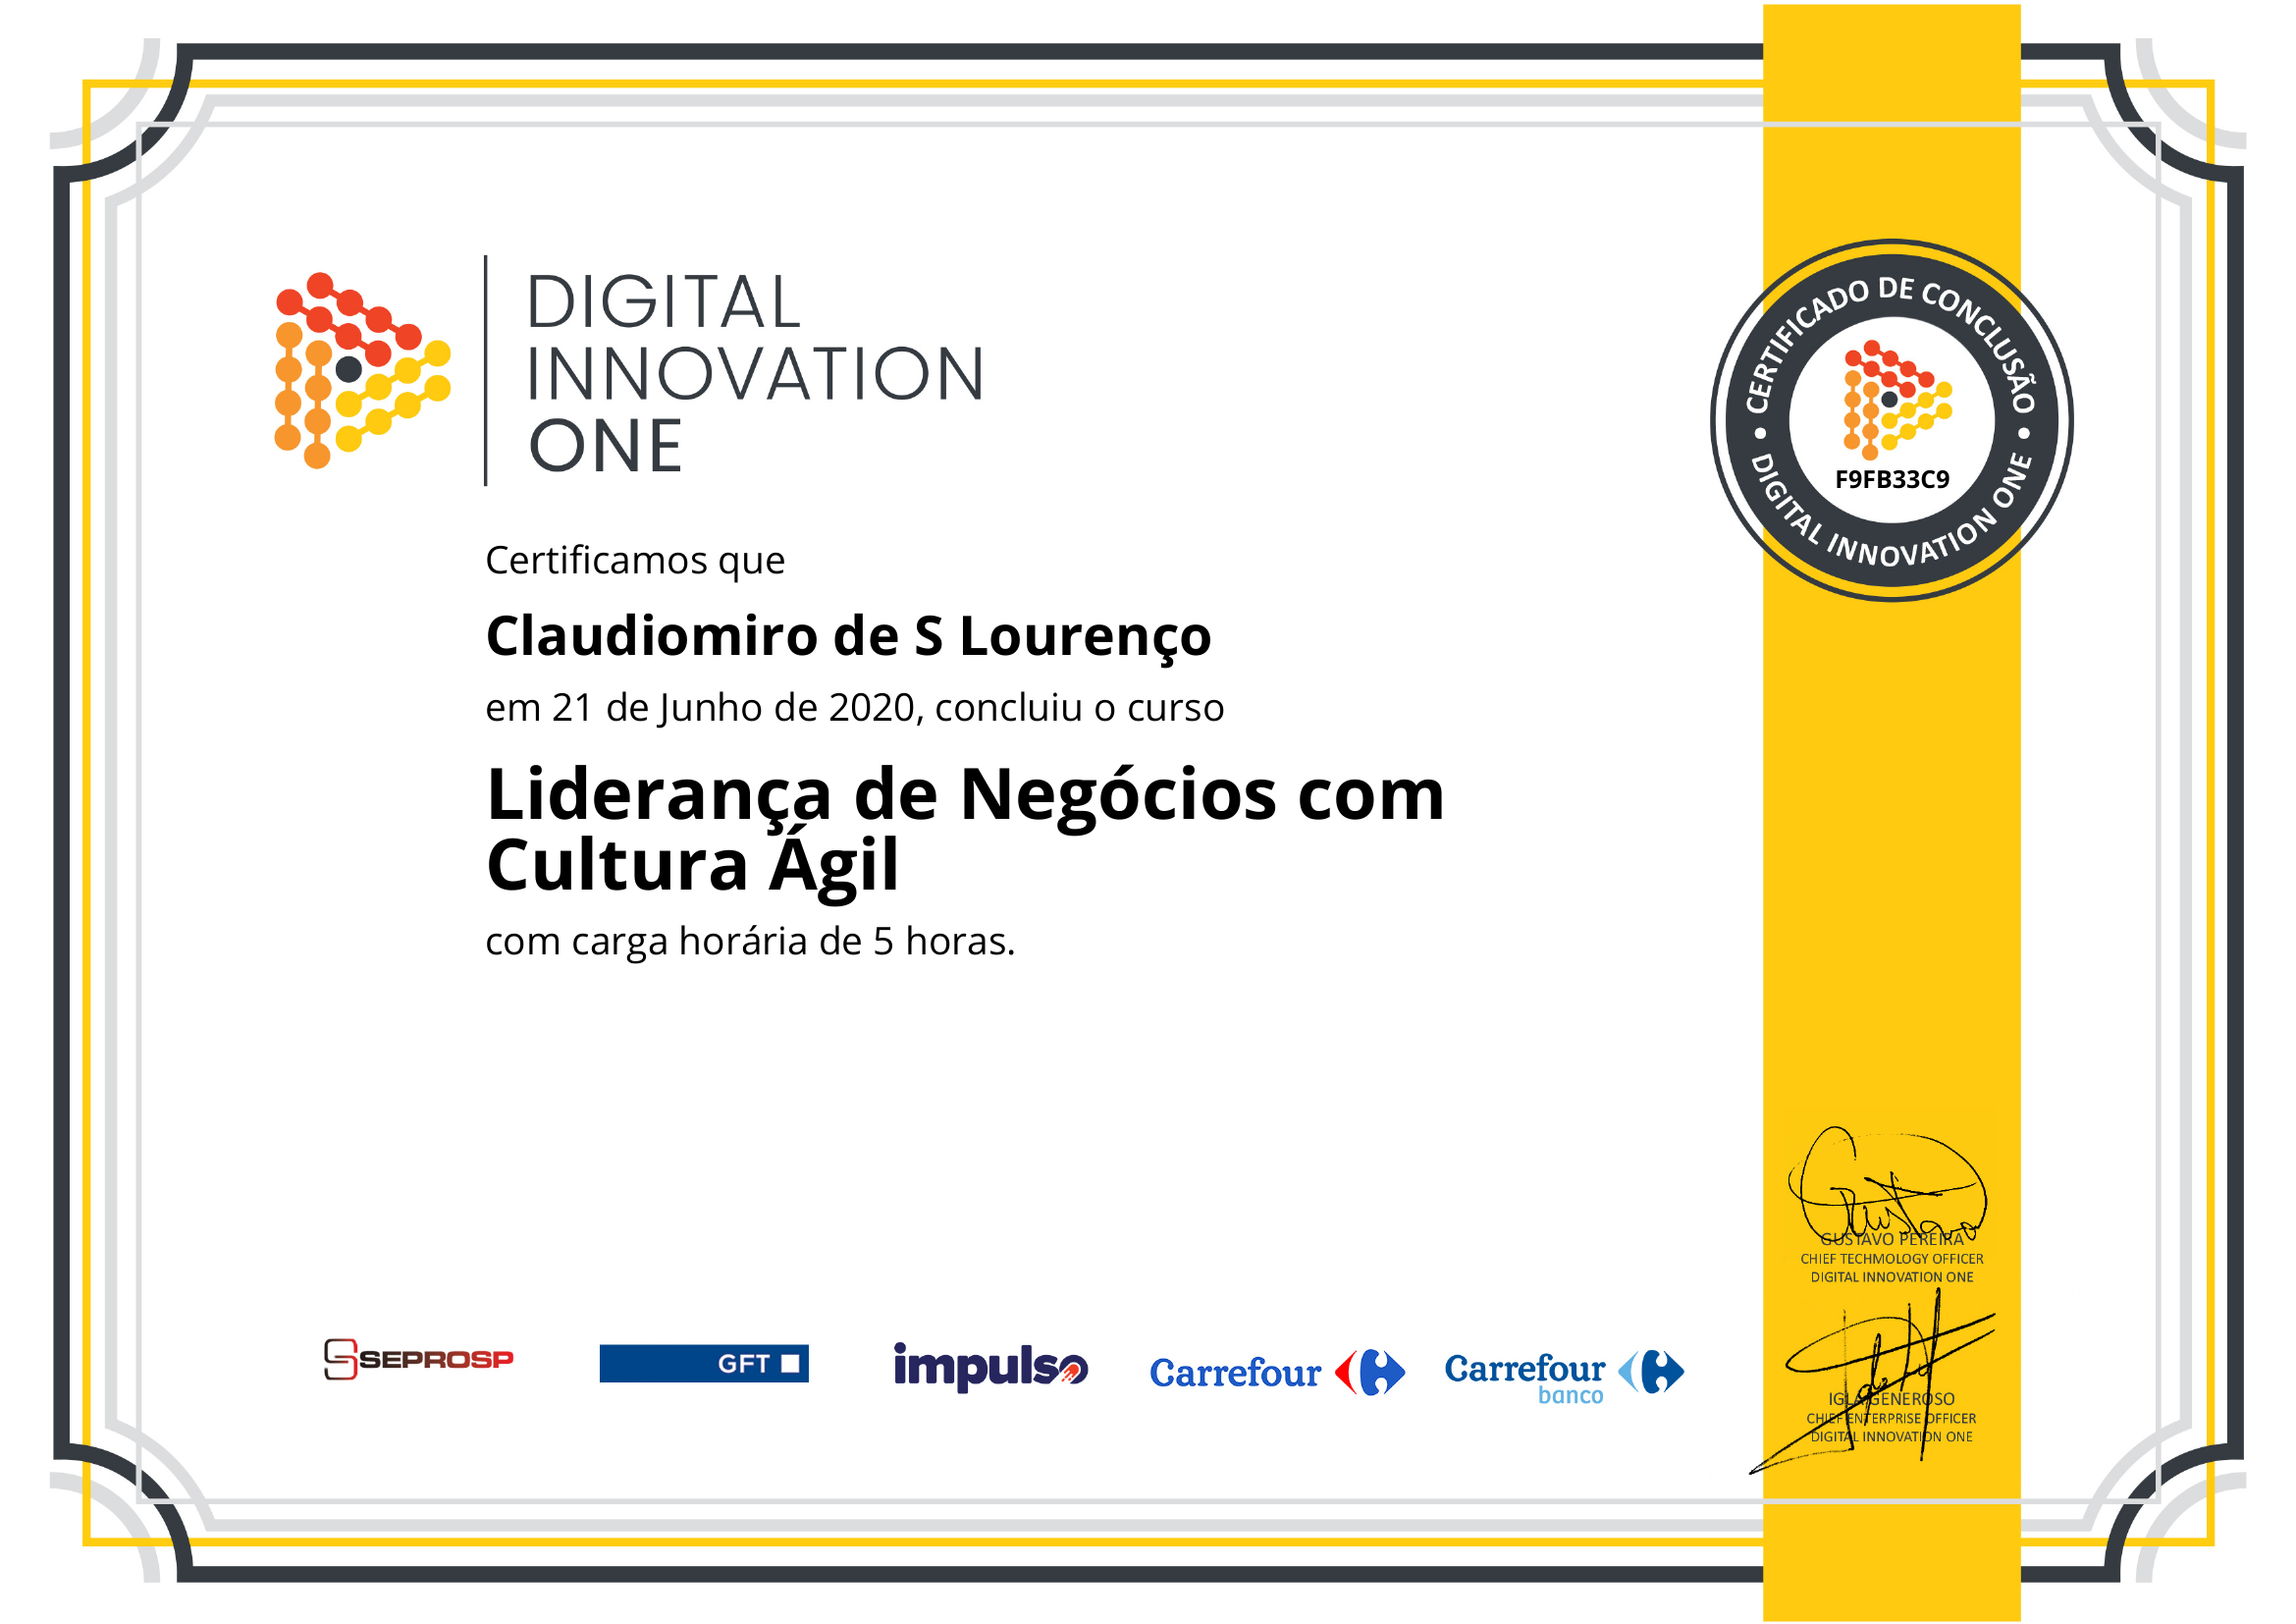 DIGITAL
INNOVATION
ONE
CERTIFICADO DE CONCLUSÃO
F9FB33C9
DIGITAL INNOVATION ONE
Certificamos que
Claudiomiro de S Lourenço
em 21 de Junho de 2020, concluiu o curso
Liderança de Negócios com
Cultura Ágil
com carga horária de 5 horas.
Gustavo
GUSTAVO PEREIRA
CHIEF TECHMOLOGY OFFICER
DIGITAL INNOVATION ONE
SEPROSP
GFT
impulso
Carrefour
Carrefour
banco
IGLÁ GENEROSO
CHIEF ENTERPRISE OFFICER
DIGITAL INNOVATION ONE